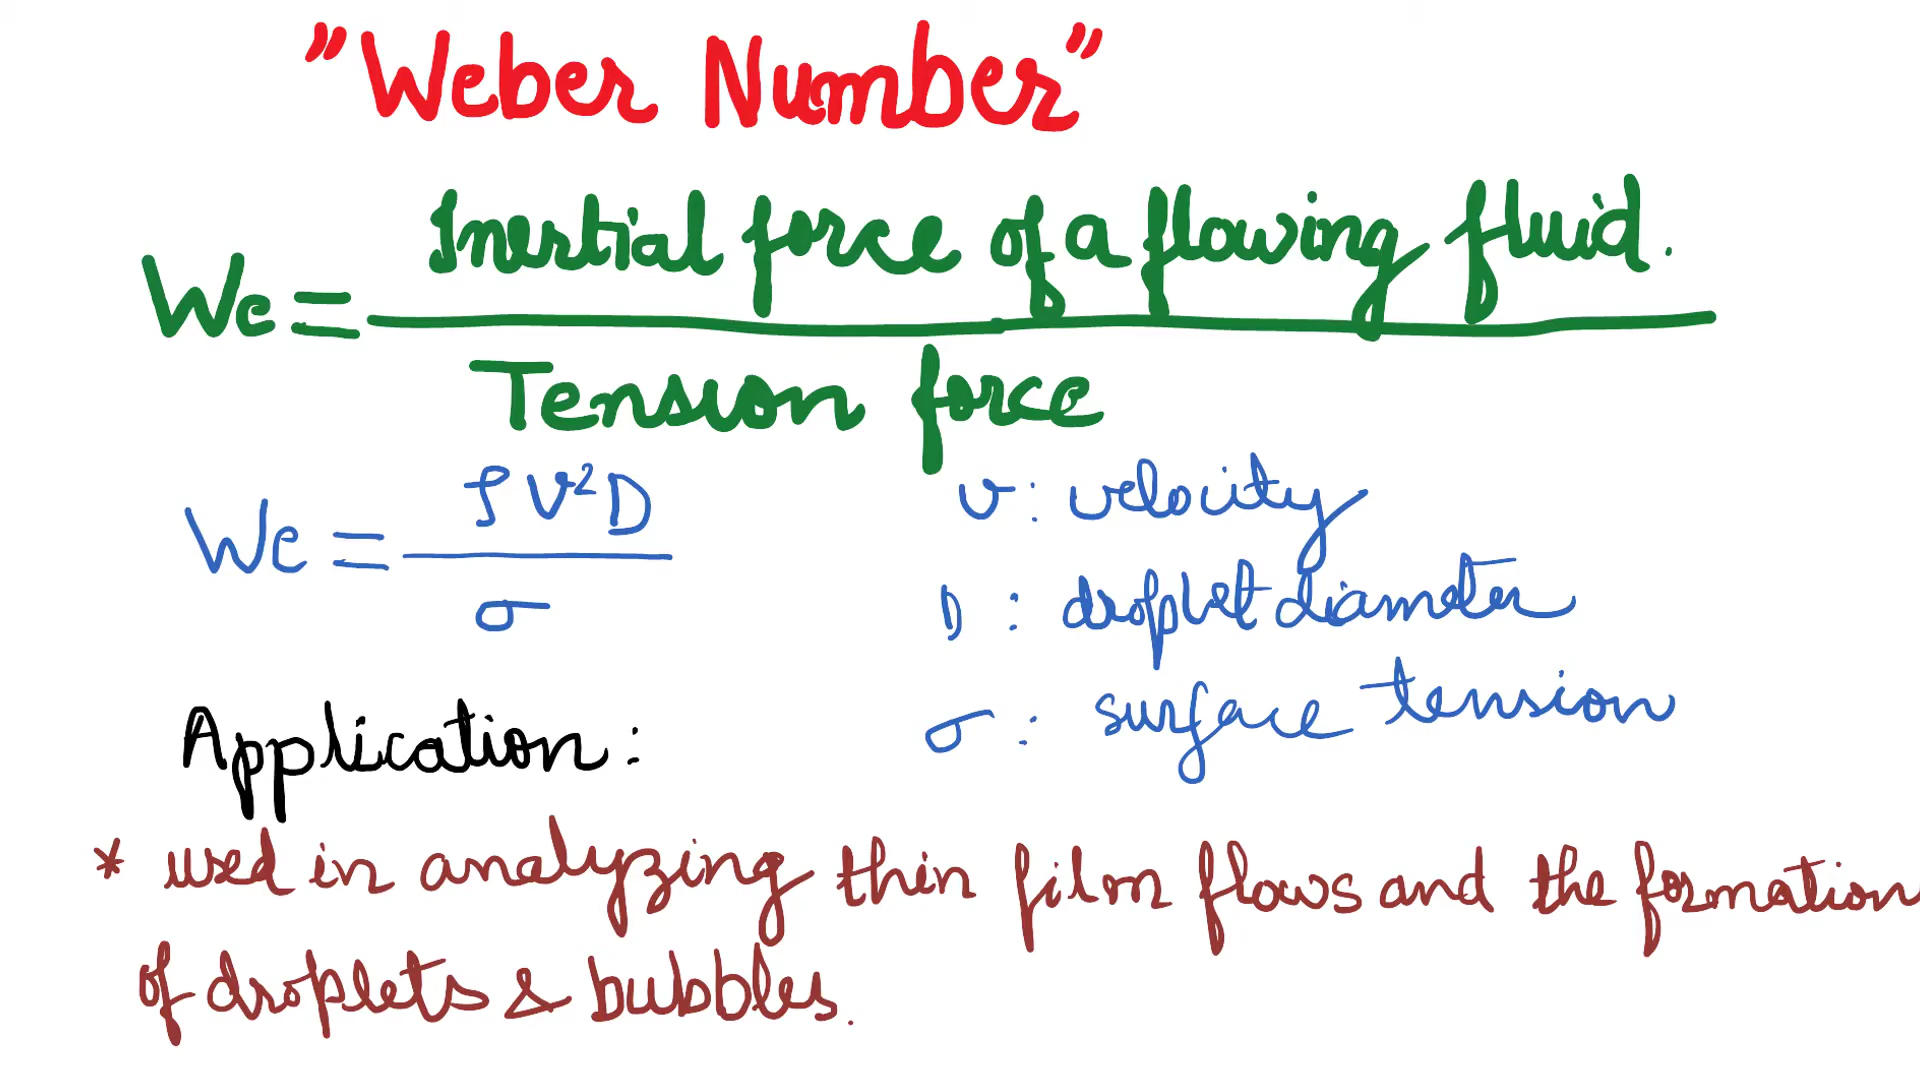 "Weber Number"
Inertial force of a flowing fluid.
We =
Tension force
ρ V²D
We =
σ
v : velocity
D : droplet diameter
σ : surface tension
Application :
* used in analyzing thin film flows and the formation
of droplets & bubbles.